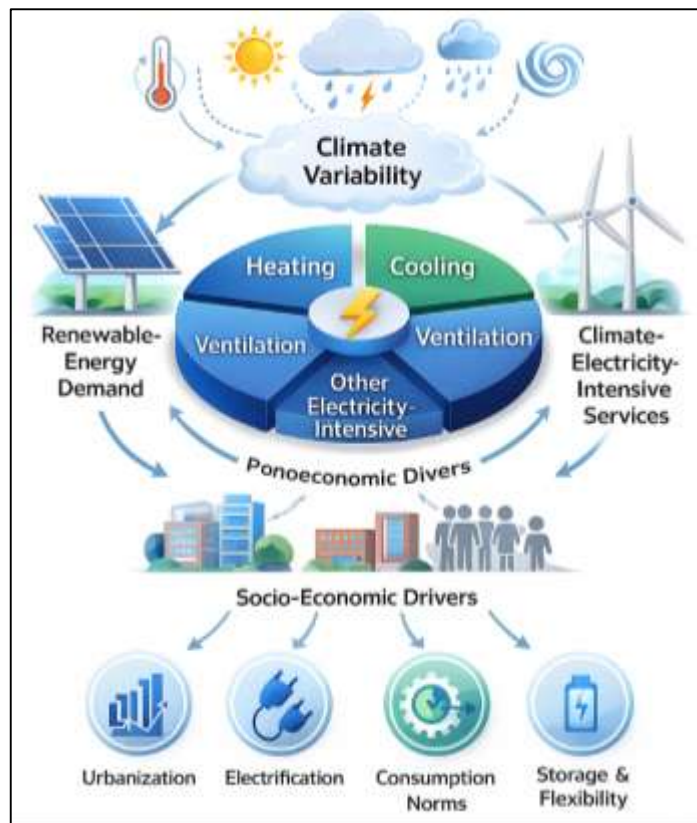 Climate
Variability
Heating
Cooling
Ventilation
Ventilation
Other
Electricity-
Intensive
Renewable-
Energy
Demand
Climate-
Electricity-
Intensive
Services
Ponoeconomic Divers
Socio-Economic Drivers
Urbanization
Electrification
Consumption
Norms
Storage &
Flexibility